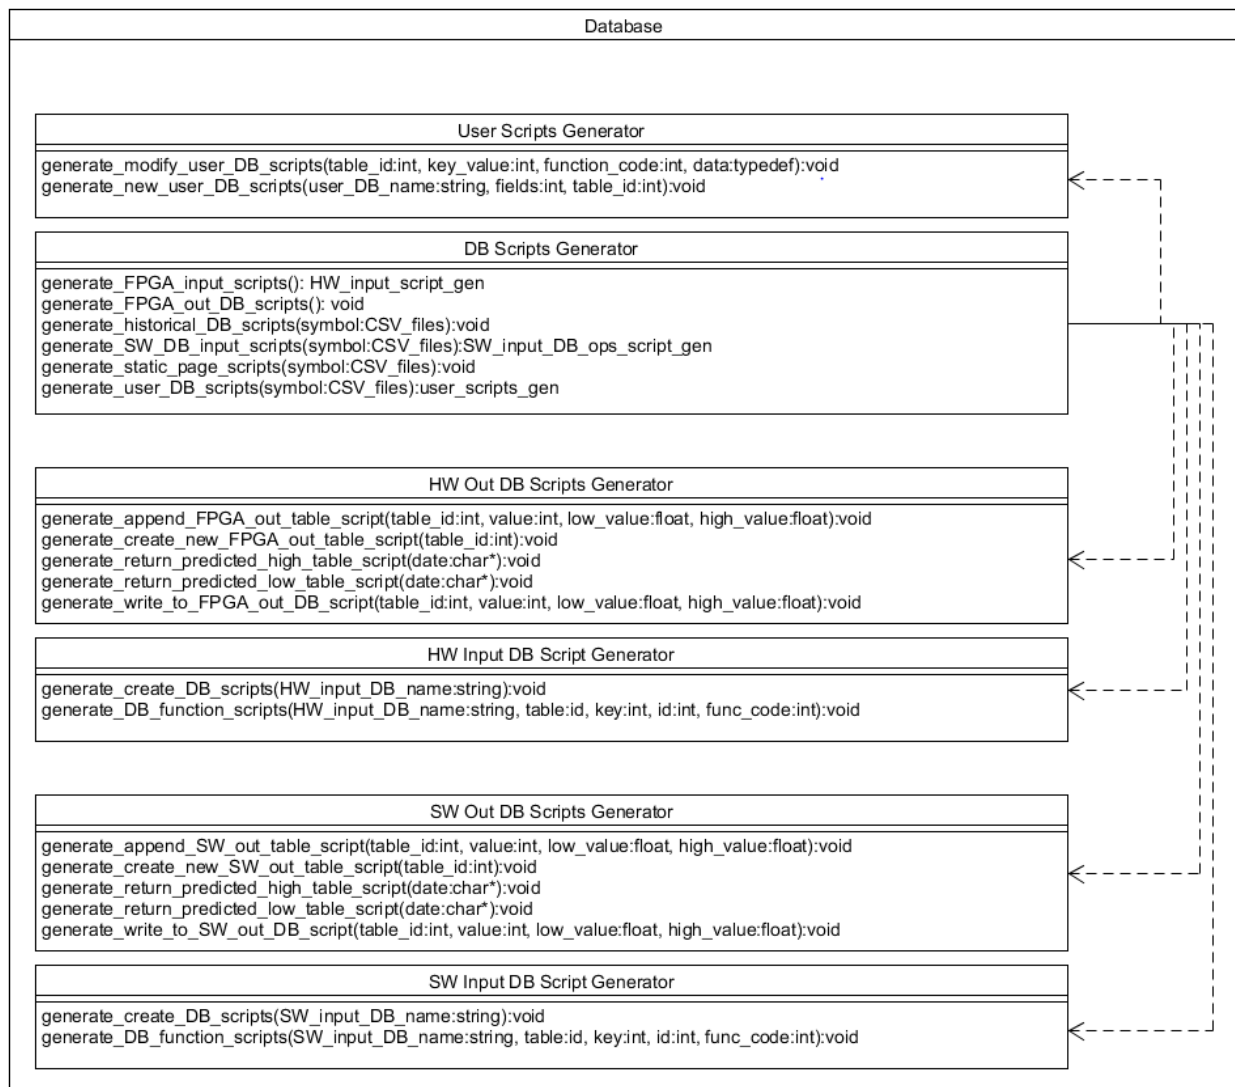 Database
User Scripts Generator
generate_modify_user_DB_scripts(table_id:int, key_value:int, function_code:int, data:typedef):void
generate_new_user_DB_scripts(user_DB_name:string, fields:int, table_id:int):void
DB Scripts Generator
generate_FPGA_input_scripts(): HW_input_script_gen
generate_FPGA_out_DB_scripts(): void
generate_historical_DB_scripts(symbol:CSV_files):void
generate_SW_DB_input_scripts(symbol:CSV_files):SW_input_DB_ops_script_gen
generate_static_page_scripts(symbol:CSV_files):void
generate_user_DB_scripts(symbol:CSV_files):user_scripts_gen
HW Out DB Scripts Generator
generate_append_FPGA_out_table_script(table_id:int, value:int, low_value:float, high_value:float):void
generate_create_new_FPGA_out_table_script(table_id:int):void
generate_return_predicted_high_table_script(date:char*):void
generate_return_predicted_low_table_script(date:char*):void
generate_write_to_FPGA_out_DB_script(table_id:int, value:int, low_value:float, high_value:float):void
HW Input DB Script Generator
generate_create_DB_scripts(HW_input_DB_name:string):void
generate_DB_function_scripts(HW_input_DB_name:string, table:id, key:int, id:int, func_code:int):void
SW Out DB Scripts Generator
generate_append_SW_out_table_script(table_id:int, value:int, low_value:float, high_value:float):void
generate_create_new_SW_out_table_script(table_id:int):void
generate_return_predicted_high_table_script(date:char*):void
generate_return_predicted_low_table_script(date:char*):void
generate_write_to_SW_out_DB_script(table_id:int, value:int, low_value:float, high_value:float):void
SW Input DB Script Generator
generate_create_DB_scripts(SW_input_DB_name:string):void
generate_DB_function_scripts(SW_input_DB_name:string, table:id, key:int, id:int, func_code:int):void